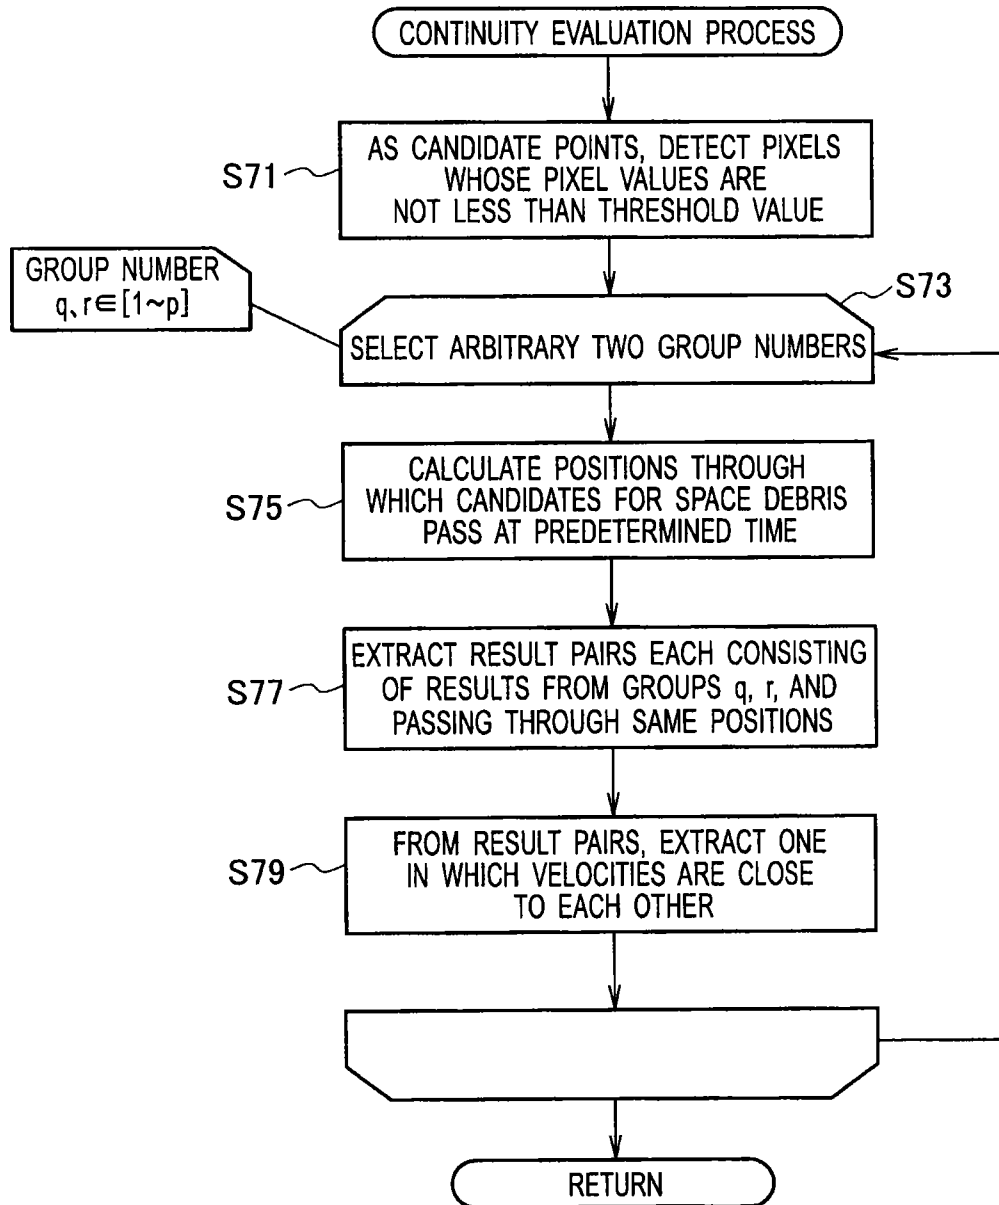 CONTINUITY EVALUATION PROCESS
S71
AS CANDIDATE POINTS, DETECT PIXELS
WHOSE PIXEL VALUES ARE
NOT LESS THAN THRESHOLD VALUE
GROUP NUMBER
q、r∈[1~p]
S73
SELECT ARBITRARY TWO GROUP NUMBERS
S75
CALCULATE POSITIONS THROUGH
WHICH CANDIDATES FOR SPACE DEBRIS
PASS AT PREDETERMINED TIME
S77
EXTRACT RESULT PAIRS EACH CONSISTING
OF RESULTS FROM GROUPS q, r, AND
PASSING THROUGH SAME POSITIONS
S79
FROM RESULT PAIRS, EXTRACT ONE
IN WHICH VELOCITIES ARE CLOSE
TO EACH OTHER
RETURN